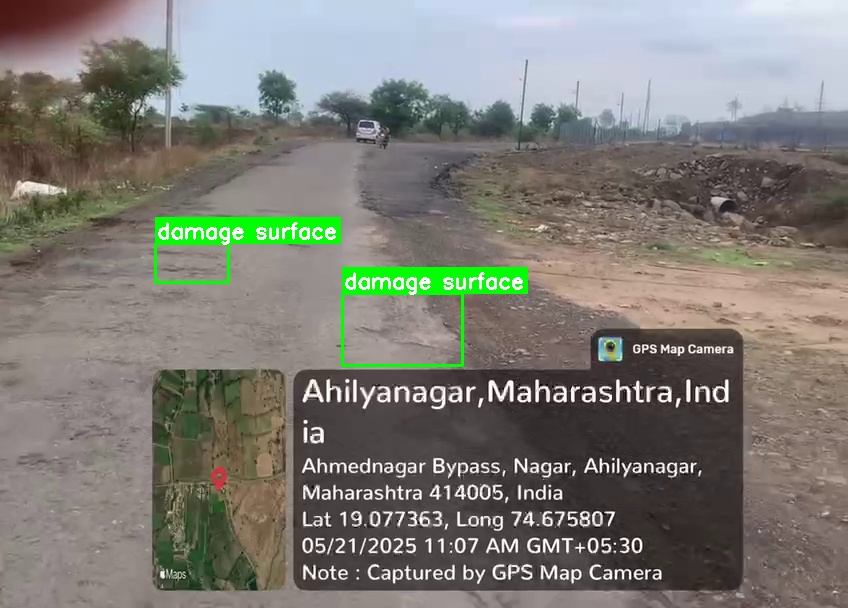 damage surface
damage surface
GPS Map Camera
Ahilyanagar,Maharashtra,Ind
ia
Ahmednagar Bypass, Nagar, Ahilyanagar,
Maharashtra 414005, India
Lat 19.077363, Long 74.675807
05/21/2025 11:07 AM GMT+05:30
Note : Captured by GPS Map Camera
Maps